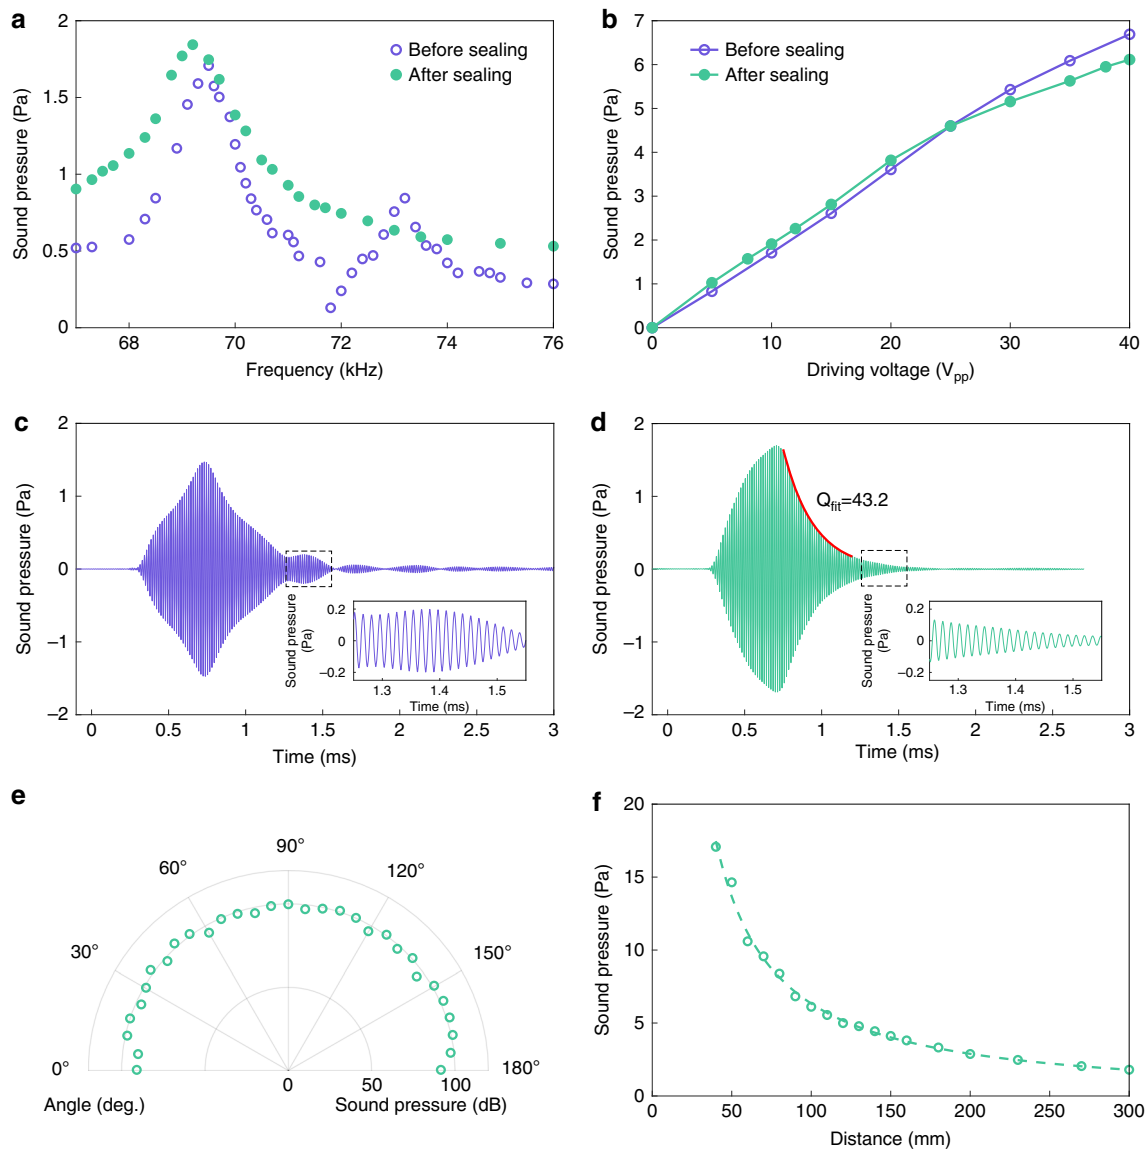 a
2
1.5
1
0.5
0
68
70
72
74
76
Sound pressure (Pa)
Frequency (kHz)
Before sealing
After sealing
b
7
6
5
4
3
2
1
0
0
10
20
30
40
Sound pressure (Pa)
Driving voltage (Vpp)
Before sealing
After sealing
c
2
1
0
−1
−2
0
0.5
1
1.5
2
2.5
3
Sound pressure (Pa)
Time (ms)
0.2
0
−0.2
1.3
1.4
1.5
Sound pressure
(Pa)
Time (ms)
d
2
1
0
−1
−2
0
0.5
1
1.5
2
2.5
3
Sound pressure (Pa)
Time (ms)
Qfit=43.2
0.2
0
−0.2
1.3
1.4
1.5
Sound pressure
(Pa)
Time (ms)
e
0°
30°
60°
90°
120°
150°
180°
0
50
100
Angle (deg.)
Sound pressure (dB)
f
20
15
10
5
0
0
50
100
150
200
250
300
Sound pressure (Pa)
Distance (mm)